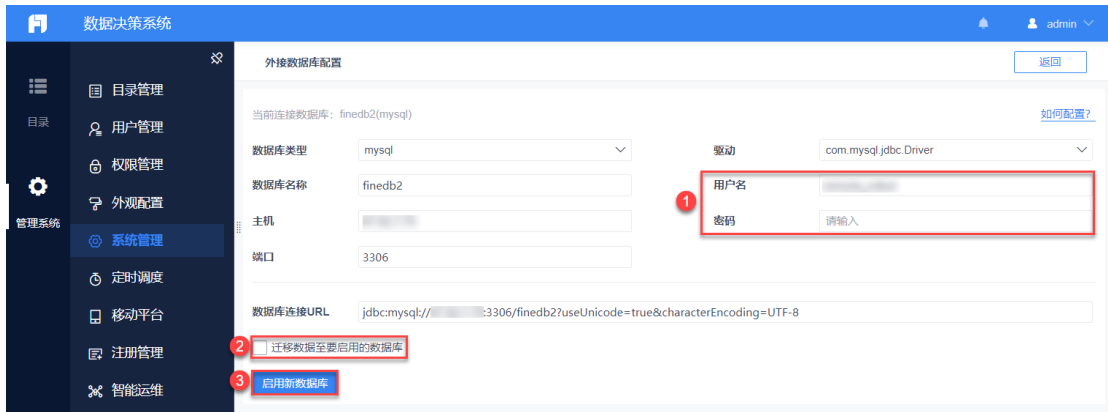 数据决策系统
admin
外接数据库配置
返回
目录
管理系统
目录管理
用户管理
权限管理
外观配置
系统管理
定时调度
移动平台
注册管理
智能运维
当前连接数据库：finedb2(mysql)
如何配置?
数据库类型 mysql 驱动 com.mysql.jdbc.Driver
数据库名称 finedb2 用户名
1
主机 密码 请输入
端口 3306
数据库连接URL jdbc:mysql:// :3306/finedb2?useUnicode=true&characterEncoding=UTF-8
2 迁移数据至要启用的数据库
3 启用新数据库